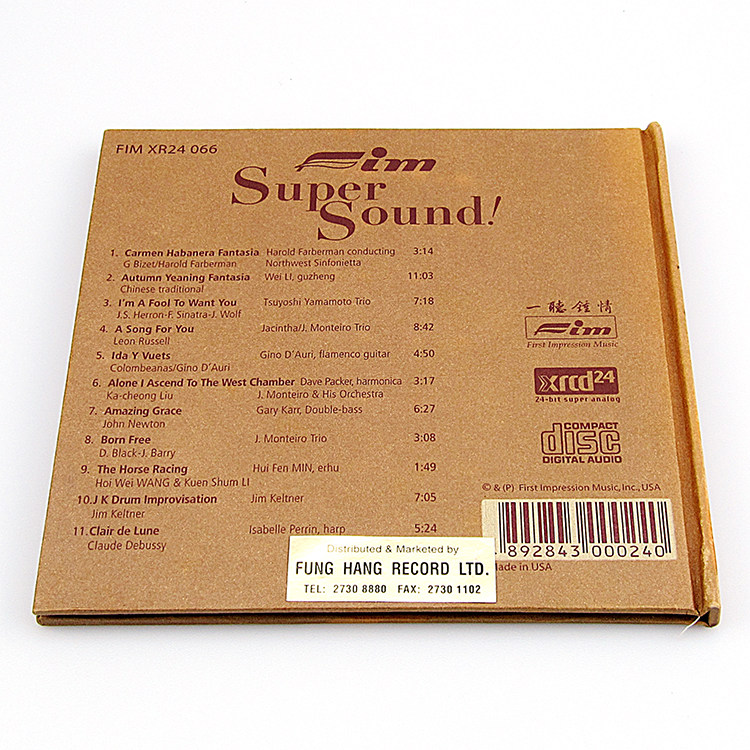 FIM XR24 066
Fim
Super
Sound!
1. Carmen Habanera Fantasia Harold Farberman conducting 3:14
G Bizet/Harold Farberman Northwest Sinfonietta
2. Autumn Yeaning Fantasia Wei LI, guzheng 11:03
Chinese traditional
3. I'm A Fool To Want You Tsuyoshi Yamamoto Trio 7:18
J.S. Herron-F. Sinatra-J. Wolf
4. A Song For You Jacintha/J. Monteiro Trio 8:42
Leon Russell
5. Ida Y Vuets Gino D'Auri, flamenco guitar 4:50
Colombeanas/Gino D'Auri
6. Alone I Ascend To The West Chamber Dave Packer, harmonica 3:17
Ka-cheong Liu J. Monteiro & His Orchestra
7. Amazing Grace Gary Karr, Double-bass 6:27
John Newton
8. Born Free J. Monteiro Trio 3:08
D. Black-J. Barry
9. The Horse Racing Hui Fen MIN, erhu 1:49
Hoi Wei WANG & Kuen Shum LI
10. J K Drum Improvisation Jim Keltner 7:05
Jim Keltner
11. Clair de Lune Isabelle Perrin, harp 5:24
Claude Debussy
一聽鍾情
Fim
First Impression Music
xrcd24
24-bit super analog
COMPACT
disc
DIGITAL AUDIO
© & (P) First Impression Music, Inc., USA
892843 000240
Made in USA
Distributed & Marketed by
FUNG HANG RECORD LTD.
TEL: 2730 8880 FAX: 2730 1102